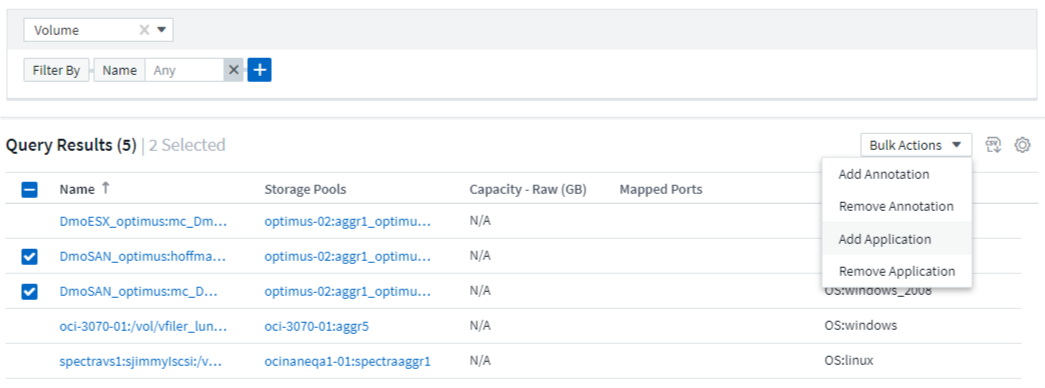 Volume
Filter By Name Any
Query Results (5) | 2 Selected Bulk Actions
Add Annotation
Remove Annotation
Add Application
Remove Application
Name ↑ Storage Pools Capacity - Raw (GB) Mapped Ports
DmoESX_optimus:mc_Dm... optimus-02:aggr1_optimu... N/A
DmoSAN_optimus:hoffma... optimus-02:aggr1_optimu... N/A
DmoSAN_optimus:mc_D... optimus-02:aggr1_optimu... N/A OS:windows_2008
oci-3070-01:/vol/vfiler_lun... oci-3070-01:aggr5 N/A OS:windows
spectravs1:sjimmyIscsi:/v... ocinaneqa1-01:spectraaggr1 N/A OS:linux